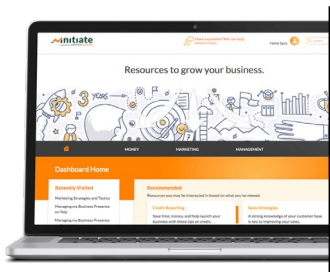 initiate
Have a question? We can help
Hello Sara
Resources to grow your business.
3 YEARS
MONEY MARKETING MANAGEMENT
Dashboard Home
Recently Visited
Marketing Strategies and Tactics
Managing my Business Presence
on Yelp
Managing my Business Presence
Recommended
Resources you may be interested in based on what you've viewed.
Credit Reporting
Save time, money, and help launch your
business with these tips on credit.
Sales Strategies
A strong knowledge of your customer base
is key to improving your sales.